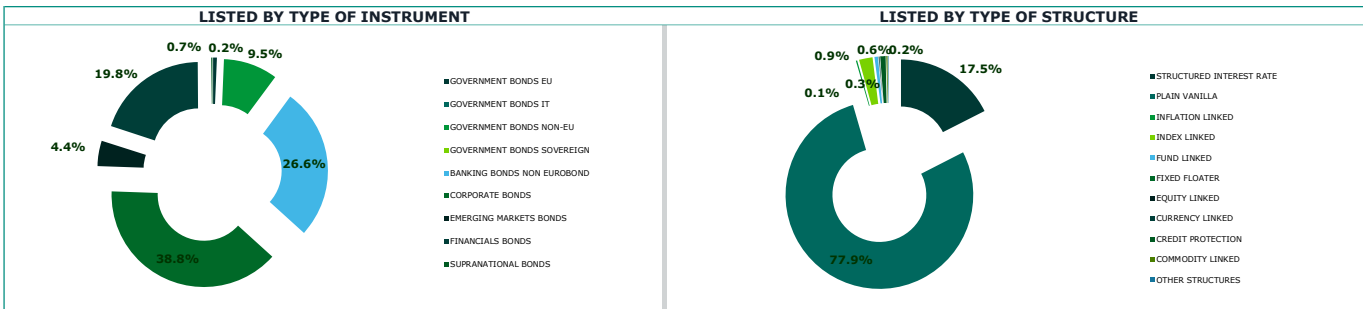 LISTED BY TYPE OF INSTRUMENT
0.7%
0.2%
9.5%
19.8%
4.4%
26.6%
38.8%
GOVERNMENT BONDS EU
GOVERNMENT BONDS IT
GOVERNMENT BONDS NON-EU
GOVERNMENT BONDS SOVEREIGN
BANKING BONDS NON EUROBOND
CORPORATE BONDS
EMERGING MARKETS BONDS
FINANCIALS BONDS
SUPRANATIONAL BONDS
LISTED BY TYPE OF STRUCTURE
0.6%
0.2%
0.9%
17.5%
0.3%
0.1%
77.9%
STRUCTURED INTEREST RATE
PLAIN VANILLA
INFLATION LINKED
INDEX LINKED
FUND LINKED
FIXED FLOATER
EQUITY LINKED
CURRENCY LINKED
CREDIT PROTECTION
COMMODITY LINKED
OTHER STRUCTURES